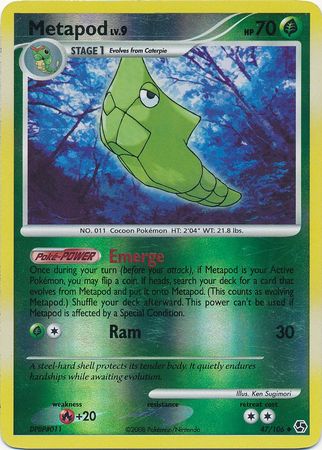 Metapod LV.9
HP 70
STAGE 1 Evolves from Caterpie
NO. 011 Cocoon Pokémon HT: 2'04" WT: 21.8 lbs.
Poké-POWER Emerge
Once during your turn (before your attack), if Metapod is your Active
Pokémon, you may flip a coin. If heads, search your deck for a card that
evolves from Metapod and put it onto Metapod. (This counts as evolving
Metapod.) Shuffle your deck afterward. This power can't be used if
Metapod is affected by a Special Condition.
Ram 30
A steel-hard shell protects its tender body. It quietly endures
hardships while awaiting evolution.
Illus. Ken Sugimori
weakness resistance retreat cost
+20
DPBP#011 ©2008 Pokémon/Nintendo 47/106